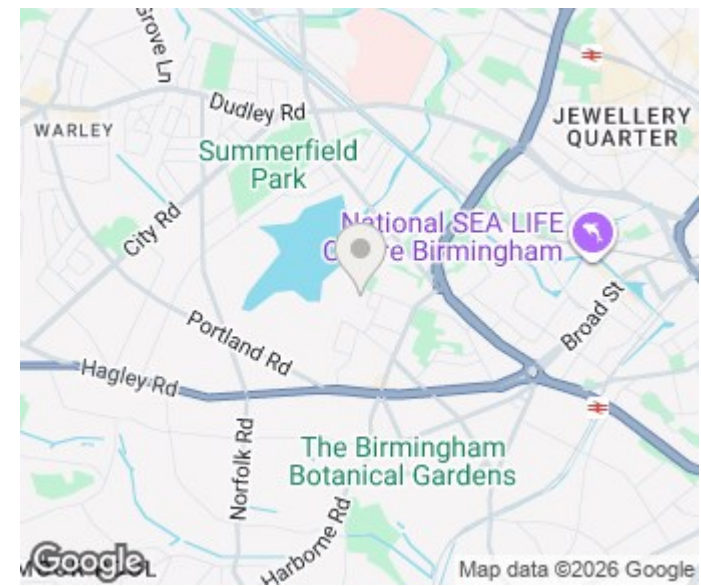 Grove Ln
Dudley Rd
JEWELLERY
QUARTER
WARLEY
Summerfield
Park
City Rd
National SEA LIFE
Birmingham
Broad St
Portland Rd
Hagley Rd
Norfolk Rd
The Birmingham
Botanical Gardens
Harborne Rd
Google
Map data ©2026 Google